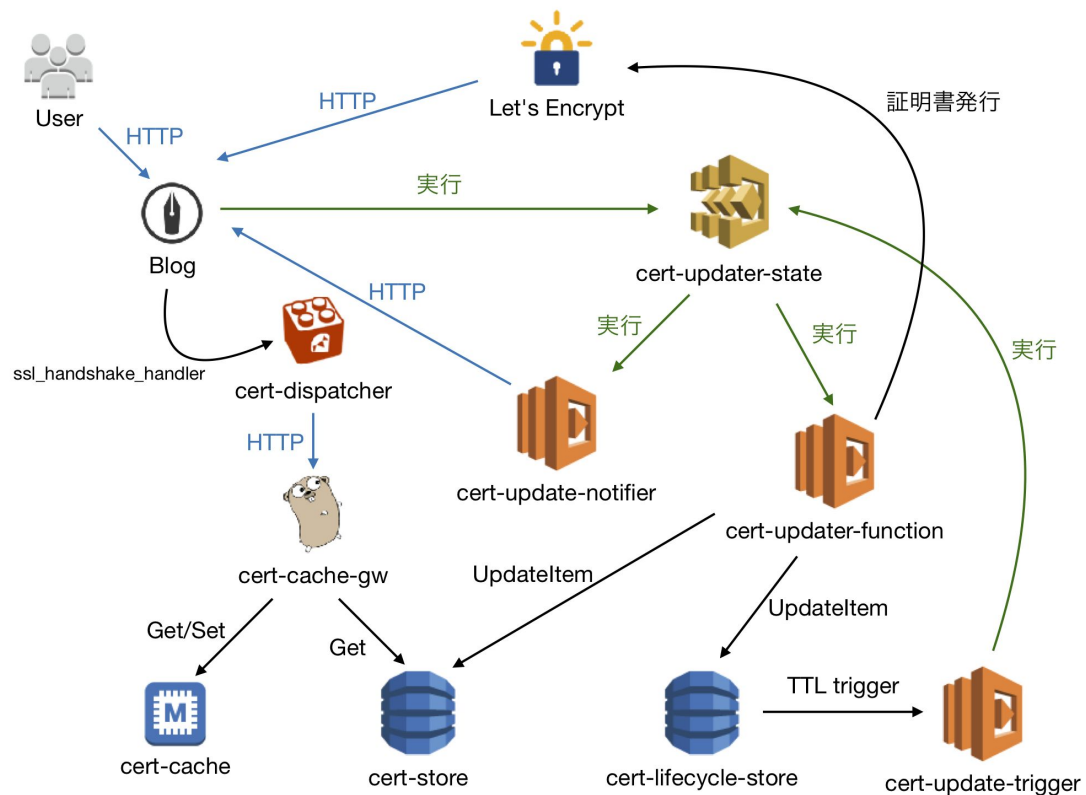 User
HTTP
Let's Encrypt
HTTP
証明書発行
Blog
実行
cert-updater-state
HTTP
実行
実行
実行
ssl_handshake_handler
cert-dispatcher
HTTP
cert-update-notifier
cert-updater-function
cert-cache-gw
UpdateItem
UpdateItem
Get/Set
Get
TTL trigger
M
cert-cache
cert-store
cert-lifecycle-store
cert-update-trigger